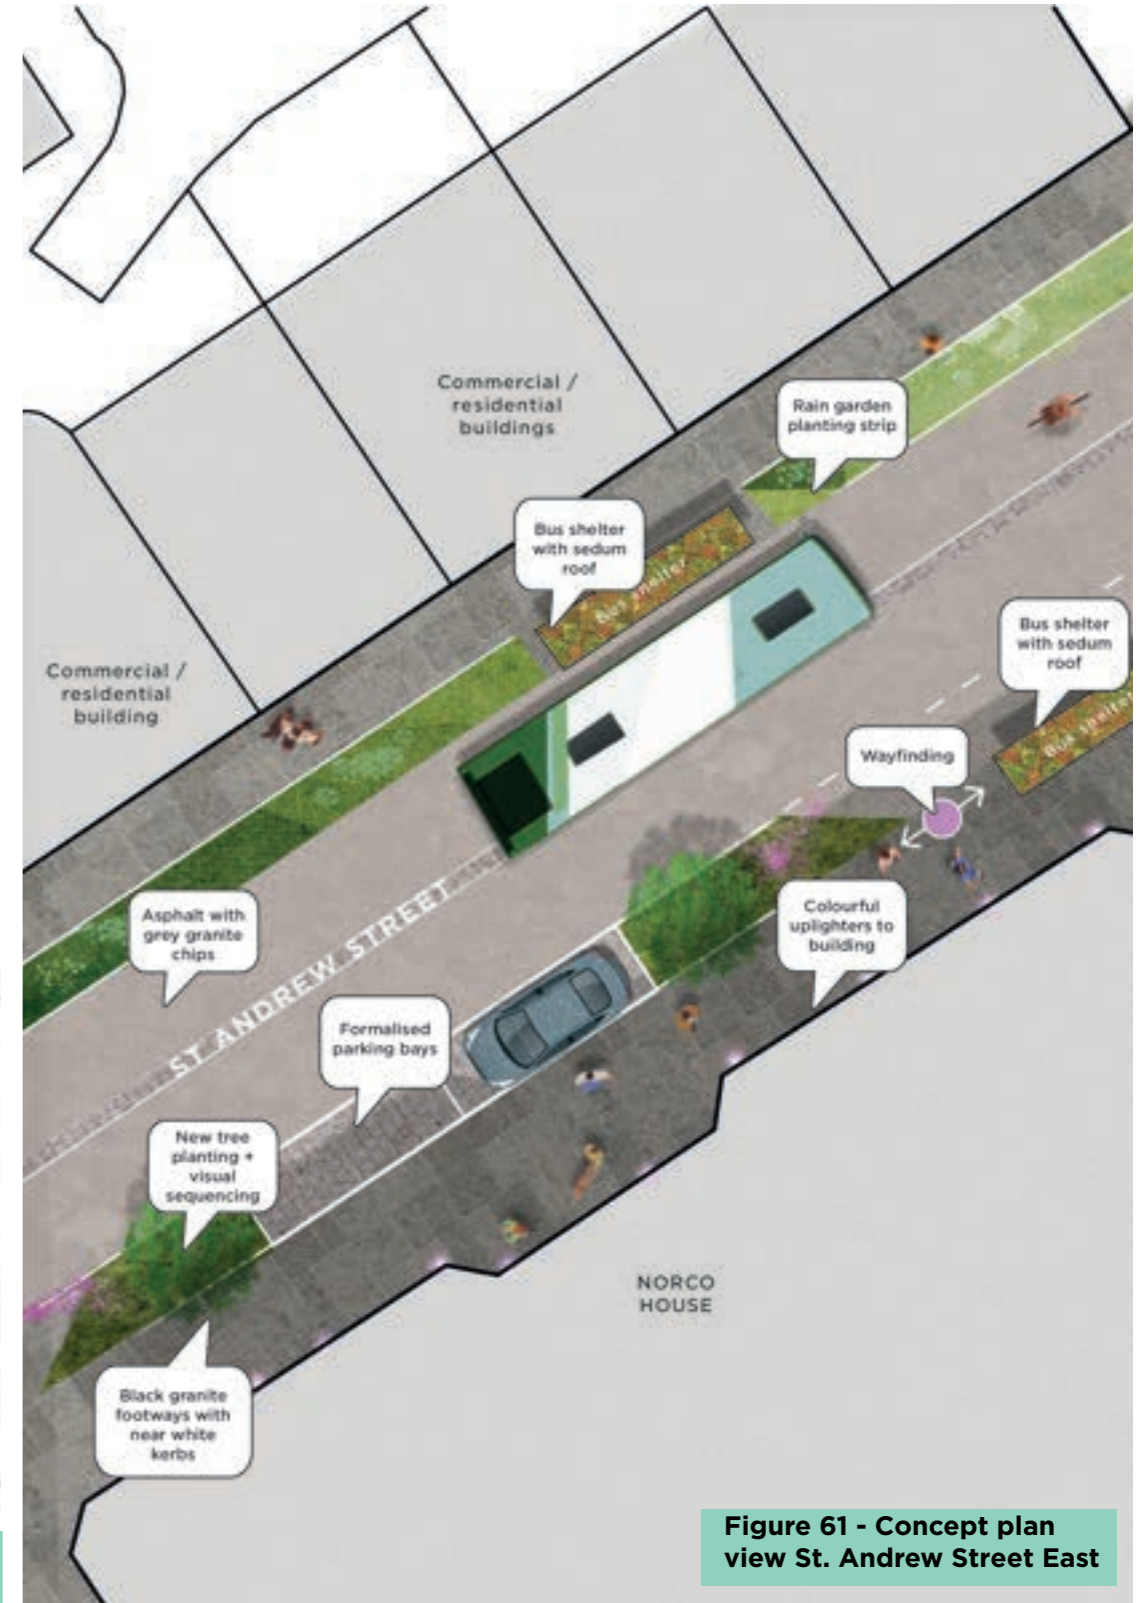 Commercial /
residential
buildings
Rain garden
planting strip
Bus shelter
with sedum
roof
Bus shelter
Bus shelter
with sedum
roof
Bus shelter
Commercial /
residential
building
Wayfinding
Asphalt with
grey granite
chips
ST ANDREW STREET
Colourful
uplighters to
building
Formalised
parking bays
New tree
planting +
visual
sequencing
NORCO
HOUSE
Black granite
footways with
near white
kerbs
Figure 61 - Concept plan
view St. Andrew Street East